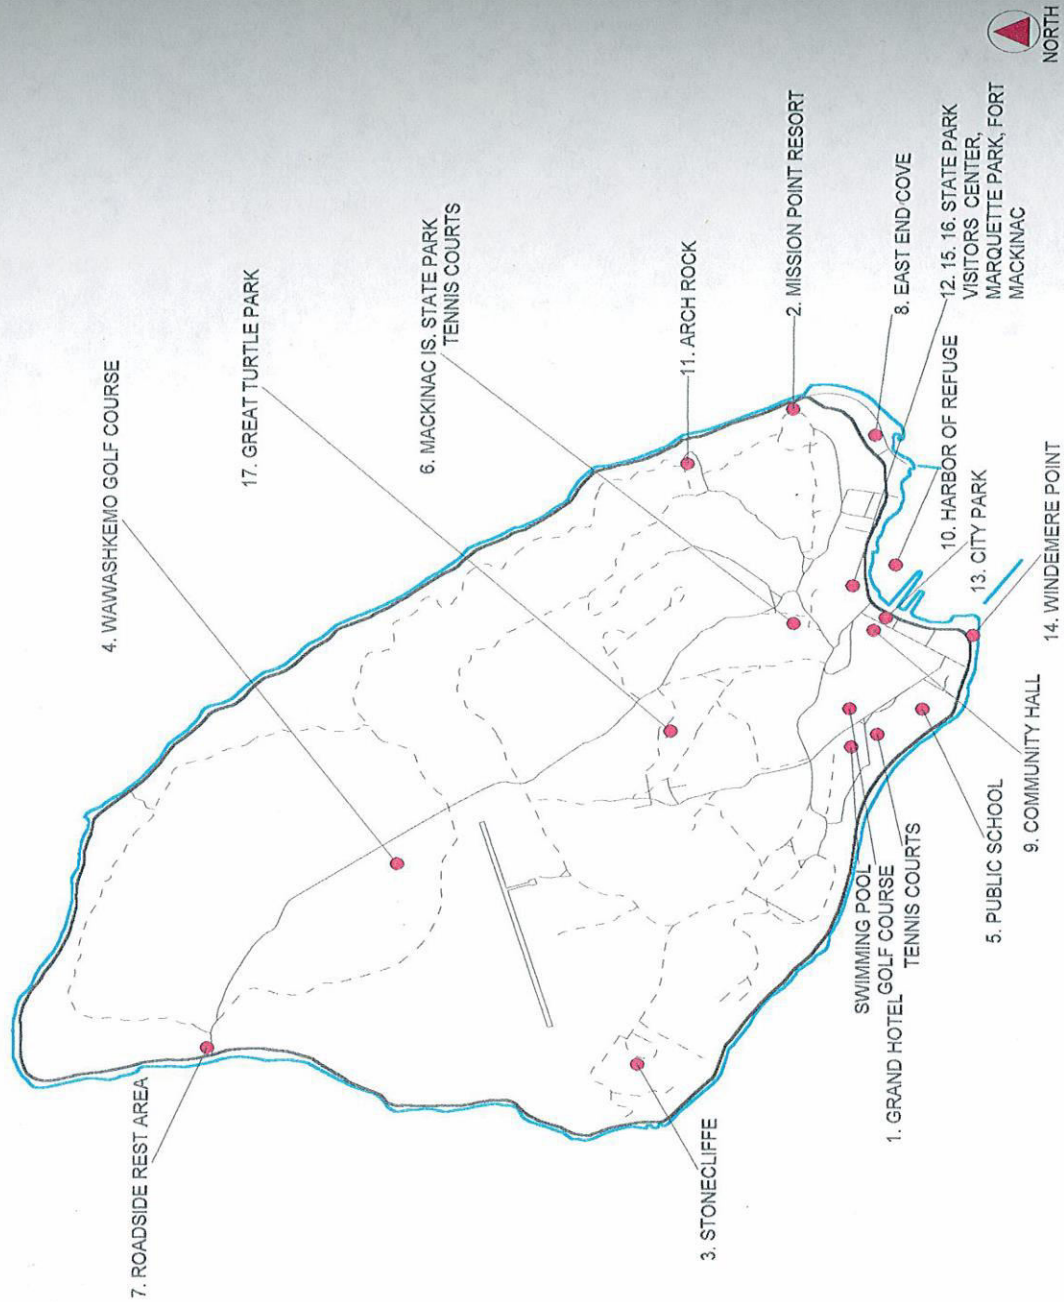 4. WAWASHKEMO GOLF COURSE
17. GREAT TURTLE PARK
6. MACKINAC IS. STATE PARK
TENNIS COURTS
11. ARCH ROCK
2. MISSION POINT RESORT
8. EAST END COVE
12. 15. 16. STATE PARK
VISITORS CENTER,
MARQUETTE PARK, FORT
MACKINAC
10. HARBOR OF REFUGE
13. CITY PARK
14. WINDEMERE POINT
9. COMMUNITY HALL
5. PUBLIC SCHOOL
SWIMMING POOL
1. GRAND HOTEL GOLF COURSE
TENNIS COURTS
3. STONECLIFFE
7. ROADSIDE REST AREA
NORTH